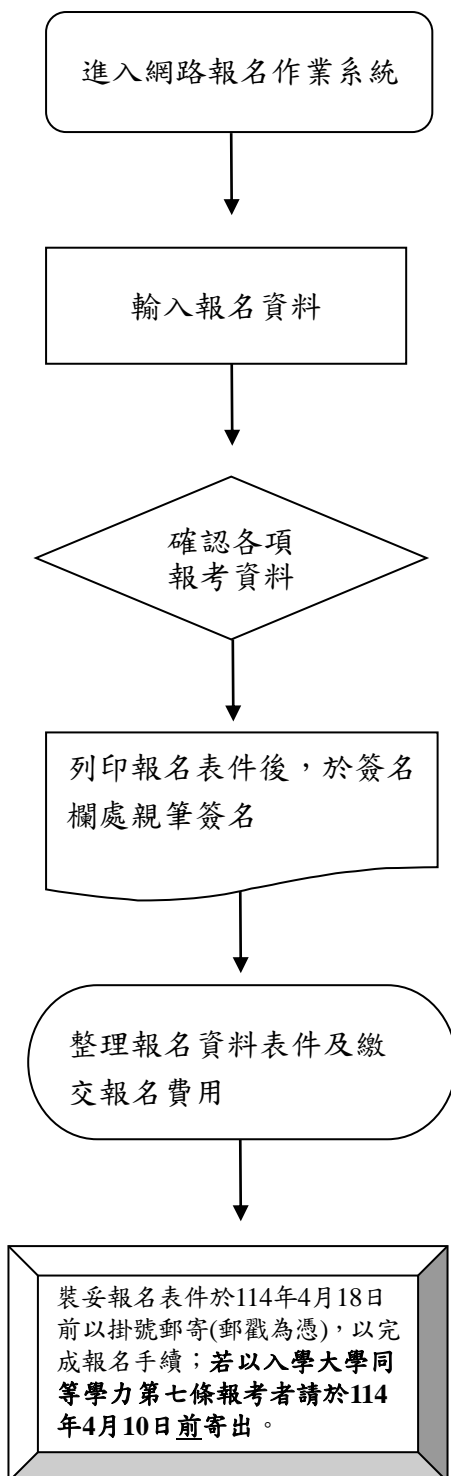 進入網路報名作業系統
輸入報名資料
確認各項
報考資料
列印報名表件後，於簽名
欄處親筆簽名
整理報名資料表件及繳
交報名費用
裝妥報名表件於114年4月18日
前以掛號郵寄(郵戳為憑)，以完
成報名手續；若以入學大學同
等學力第七條報考者請於114
年4月10日前寄出。